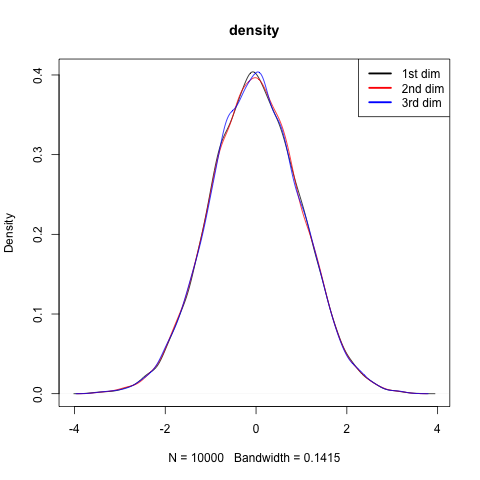 density
1st dim
2nd dim
3rd dim
Density
0.4
0.3
0.2
0.1
0.0
-4
-2
0
2
4
N = 10000   Bandwidth = 0.1415